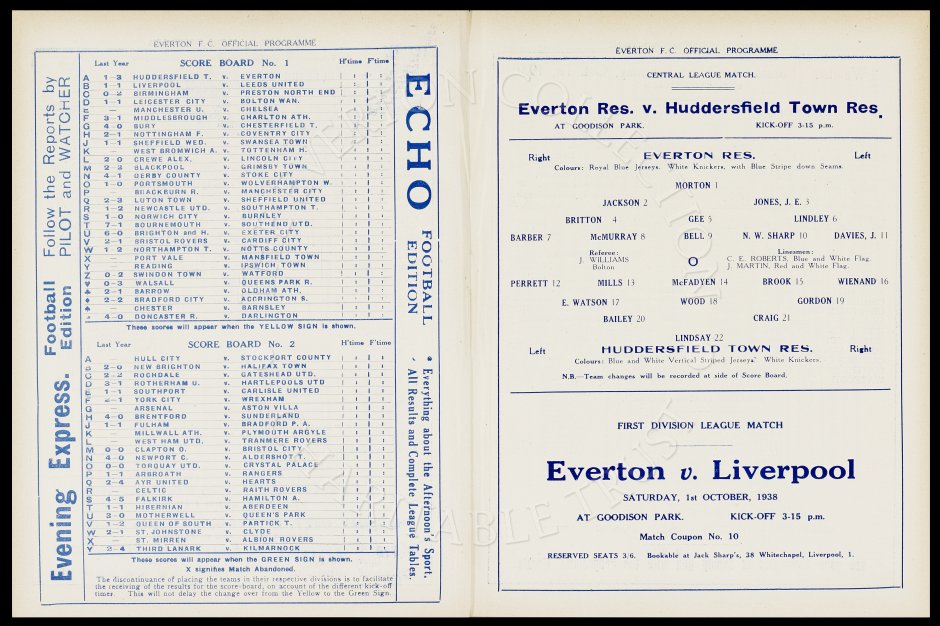 EVERTON F. C. OFFICIAL PROGRAMME
Evening Express. Football Edition
Follow the Reports by PILOT and WATCHER
Last Year SCORE BOARD No. 1 H'time F'time
A 1-3 HUDDERSFIELD T. v. EVERTON
B 1-1 LIVERPOOL v. LEEDS UNITED
C 0-2 BIRMINGHAM v. PRESTON NORTH END
D 1-1 LEICESTER CITY v. BOLTON WAN.
E — MANCHESTER U. v. CHELSEA
F 3-1 MIDDLESBROUGH v. CHARLTON ATH.
G 4-0 BURY v. CHESTERFIELD T.
H 2-1 NOTTINGHAM F. v. COVENTRY CITY
J 1-1 SHEFFIELD WED. v. SWANSEA TOWN
K — WEST BROMWICH A. v. TOTTENHAM H.
L 2-0 CREWE ALEX. v. LINCOLN CITY
M 2-2 BLACKPOOL v. GRIMSBY TOWN
N 4-1 DERBY COUNTY v. STOKE CITY
O 1-0 PORTSMOUTH v. WOLVERHAMPTON W.
P — BLACKBURN R. v. MANCHESTER CITY
Q 2-3 LUTON TOWN v. SHEFFIELD UNITED
R 1-2 NEWCASTLE UTD. v. SOUTHAMPTON T.
S 1-0 NORWICH CITY v. BURNLEY
T 7-1 BOURNEMOUTH v. SOUTHEND UTD.
U 6-0 BRIGHTON and H. v. EXETER CITY
V 2-1 BRISTOL ROVERS v. CARDIFF CITY
W 1-2 NORTHAMPTON T. v. NOTTS COUNTY
X — PORT VALE v. MANSFIELD TOWN
Y READING v. IPSWICH TOWN
Z 0-2 SWINDON TOWN v. WATFORD
♥ 0-3 WALSALL v. QUEENS PARK R.
♣ 2-1 BARROW v. OLDHAM ATH.
♦ 2-2 BRADFORD CITY v. ACCRINGTON S.
♠ CHESTER v. BARNSLEY
4-0 DONCASTER R. v. DARLINGTON
These scores will appear when the YELLOW SIGN is shown.
Last Year SCORE BOARD No. 2 H'time F'time
A — HULL CITY v. STOCKPORT COUNTY
B 2-0 NEW BRIGHTON v. HALIFAX TOWN
C 2-2 ROCHDALE v. GATESHEAD UTD.
D 3-1 ROTHERHAM U. v. HARTLEPOOLS UTD
E 1-1 SOUTHPORT v. CARLISLE UNITED
F 2-1 YORK CITY v. WREXHAM
G — ARSENAL v. ASTON VILLA
H 4-0 BRENTFORD v. SUNDERLAND
J 1-1 FULHAM v. BRADFORD P. A.
K — MILLWALL ATH. v. PLYMOUTH ARGYLE
L — WEST HAM UTD. v. TRANMERE ROVERS
M 0-0 CLAPTON O. v. BRISTOL CITY
N 4-0 NEWPORT C. v. ALDERSHOT T.
O 0-0 TORQUAY UTD. v. CRYSTAL PALACE
P 1-1 ARBROATH v. RANGERS
Q 2-4 AYR UNITED v. HEARTS
R — CELTIC v. RAITH ROVERS
S 4-5 FALKIRK v. HAMILTON A.
T 1-1 HIBERNIAN v. ABERDEEN
U 3-0 MOTHERWELL v. QUEEN'S PARK
V 1-2 QUEEN OF SOUTH v. PARTICK T.
W 2-1 ST. JOHNSTONE v. CLYDE
X — ST. MIRREN v. ALBION ROVERS
Y 2-4 THIRD LANARK v. KILMARNOCK
These scores will appear when the GREEN SIGN is shown.
X signifies Match Abandoned.
The discontinuance of placing the teams in their respective divisions is to facilitate
the receiving of the results for the score-board, on account of the different kick-off
times. This will not delay the change over from the Yellow to the Green Sign.
ECHO FOOTBALL EDITION
Everything about the Afternoon's Sport.
All Results and Complete League Tables.
EVERTON F. C. OFFICIAL PROGRAMME
CENTRAL LEAGUE MATCH.
Everton Res. v. Huddersfield Town Res.
AT GOODISON PARK. KICK-OFF 3-15 p.m.
Right EVERTON RES. Left
Colours: Royal Blue Jerseys. White Knickers, with Blue Stripe down Seams.
MORTON 1
JACKSON 2 JONES, J. E. 3
BRITTON 4 GEE 5 LINDLEY 6
BARBER 7 McMURRAY 8 BELL 9 N. W. SHARP 10 DAVIES, J. 11
Referee: Linesmen:
J. WILLIAMS O C. E. ROBERTS, Blue and White Flag.
Bolton J. MARTIN, Red and White Flag.
PERRETT 12 MILLS 13 McFADYEN 14 BROOK 15 WIENAND 16
E. WATSON 17 WOOD 18 GORDON 19
BAILEY 20 CRAIG 21
LINDSAY 22
Left HUDDERSFIELD TOWN RES. Right
Colours: Blue and White Vertical Striped Jerseys. White Knickers.
N.B.—Team changes will be recorded at side of Score Board.
FIRST DIVISION LEAGUE MATCH
Everton v. Liverpool
SATURDAY, 1st OCTOBER, 1938
AT GOODISON PARK. KICK-OFF 3-15 p.m.
Match Coupon No. 10
RESERVED SEATS 3/6. Bookable at Jack Sharp's, 38 Whitechapel, Liverpool, 1.